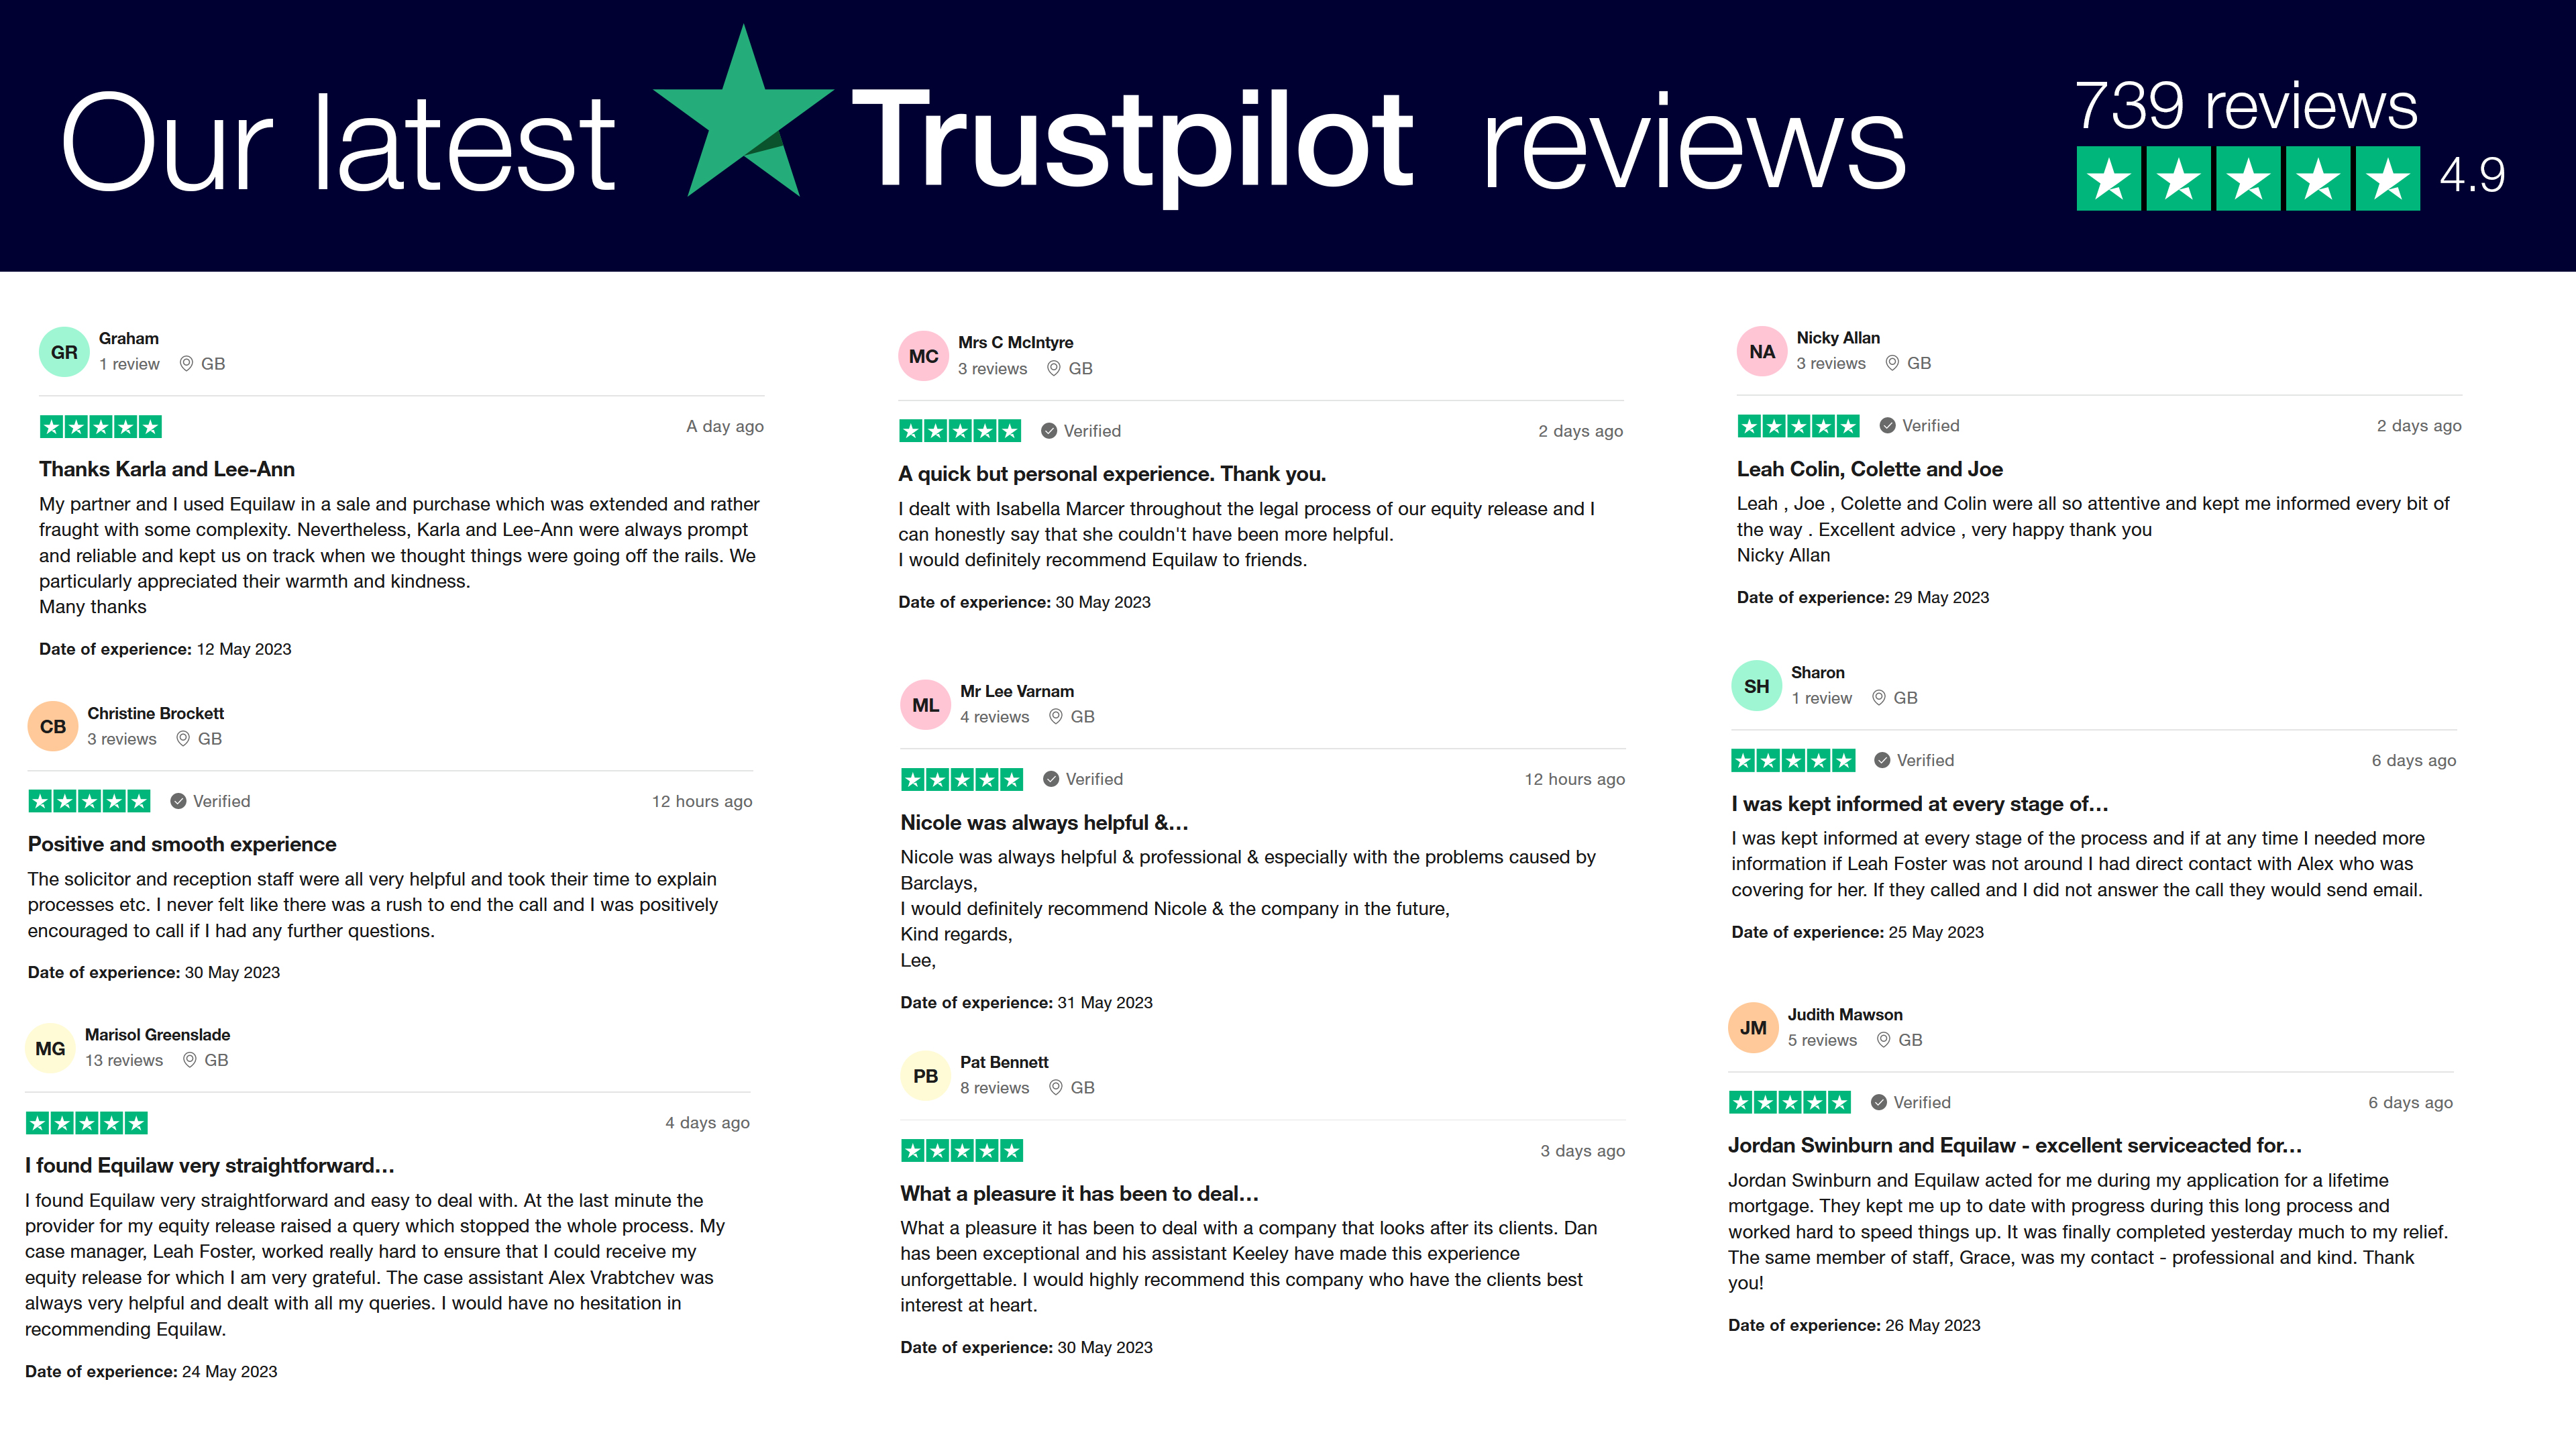 Our latest Trustpilot reviews
739 reviews
4.9
GR
Graham
1 review GB
A day ago
Thanks Karla and Lee-Ann
My partner and I used Equilaw in a sale and purchase which was extended and rather
fraught with some complexity. Nevertheless, Karla and Lee-Ann were always prompt
and reliable and kept us on track when we thought things were going off the rails. We
particularly appreciated their warmth and kindness.
Many thanks
Date of experience: 12 May 2023
CB
Christine Brockett
3 reviews GB
Verified 12 hours ago
Positive and smooth experience
The solicitor and reception staff were all very helpful and took their time to explain
processes etc. I never felt like there was a rush to end the call and I was positively
encouraged to call if I had any further questions.
Date of experience: 30 May 2023
MG
Marisol Greenslade
13 reviews GB
4 days ago
I found Equilaw very straightforward...
I found Equilaw very straightforward and easy to deal with. At the last minute the
provider for my equity release raised a query which stopped the whole process. My
case manager, Leah Foster, worked really hard to ensure that I could receive my
equity release for which I am very grateful. The case assistant Alex Vrabtchev was
always very helpful and dealt with all my queries. I would have no hesitation in
recommending Equilaw.
Date of experience: 24 May 2023
MC
Mrs C McIntyre
3 reviews GB
Verified 2 days ago
A quick but personal experience. Thank you.
I dealt with Isabella Marcer throughout the legal process of our equity release and I
can honestly say that she couldn't have been more helpful.
I would definitely recommend Equilaw to friends.
Date of experience: 30 May 2023
ML
Mr Lee Varnam
4 reviews GB
Verified 12 hours ago
Nicole was always helpful &...
Nicole was always helpful & professional & especially with the problems caused by
Barclays,
I would definitely recommend Nicole & the company in the future,
Kind regards,
Lee,
Date of experience: 31 May 2023
PB
Pat Bennett
8 reviews GB
3 days ago
What a pleasure it has been to deal...
What a pleasure it has been to deal with a company that looks after its clients. Dan
has been exceptional and his assistant Keeley have made this experience
unforgettable. I would highly recommend this company who have the clients best
interest at heart.
Date of experience: 30 May 2023
NA
Nicky Allan
3 reviews GB
Verified 2 days ago
Leah Colin, Colette and Joe
Leah , Joe , Colette and Colin were all so attentive and kept me informed every bit of
the way . Excellent advice , very happy thank you
Nicky Allan
Date of experience: 29 May 2023
SH
Sharon
1 review GB
Verified 6 days ago
I was kept informed at every stage of...
I was kept informed at every stage of the process and if at any time I needed more
information if Leah Foster was not around I had direct contact with Alex who was
covering for her. If they called and I did not answer the call they would send email.
Date of experience: 25 May 2023
JM
Judith Mawson
5 reviews GB
Verified 6 days ago
Jordan Swinburn and Equilaw - excellent serviceacted for...
Jordan Swinburn and Equilaw acted for me during my application for a lifetime
mortgage. They kept me up to date with progress during this long process and
worked hard to speed things up. It was finally completed yesterday much to my relief.
The same member of staff, Grace, was my contact - professional and kind. Thank
you!
Date of experience: 26 May 2023